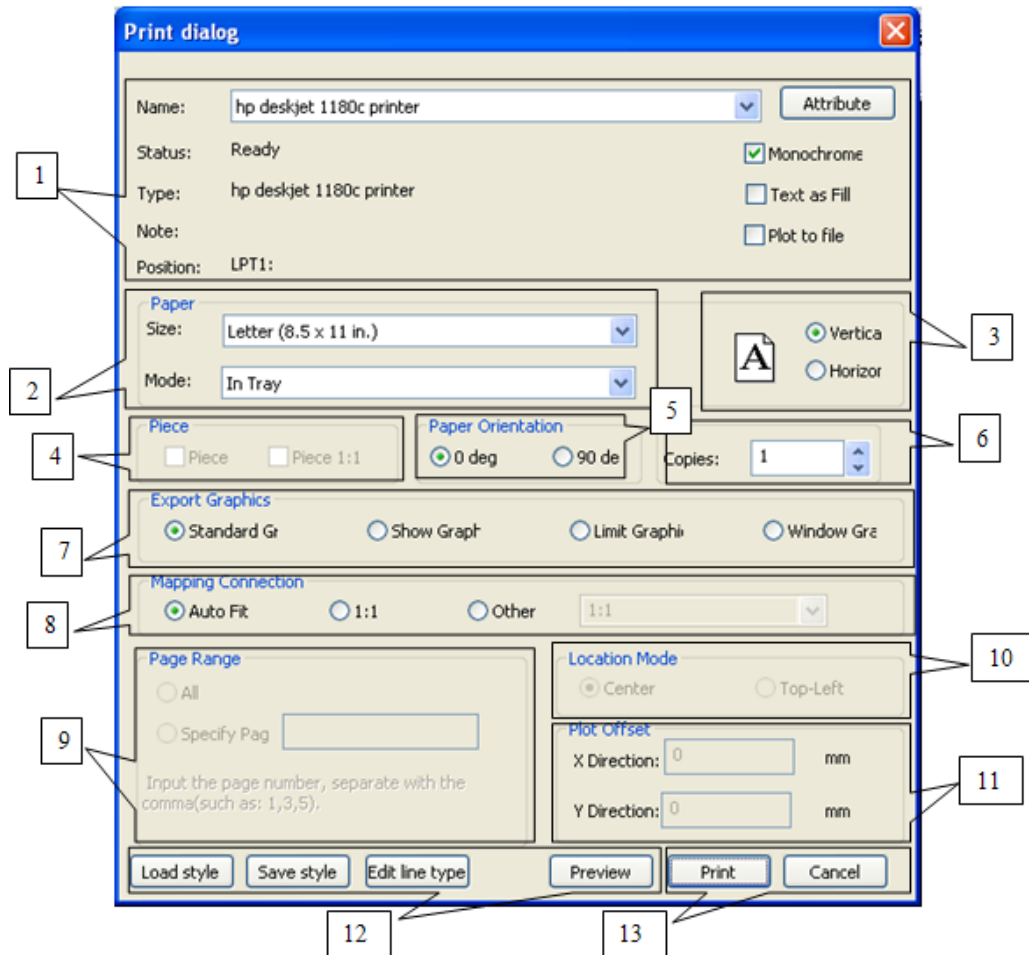 Print dialog
Name: hp deskjet 1180c printer Attribute
Status: Ready Monochrome
1
Type: hp deskjet 1180c printer Text as Fill
Note: Plot to file
Position: LPT1:
Paper
Size: Letter (8.5 x 11 in.) A Vertica
3
2
Mode: In Tray Horizor
5
Piece Paper Orientation
4
Piece Piece 1:1 0 deg 90 de Copies: 1
6
Export Graphics
7
Standard Gr Show Graph Limit Graphi Window Gra
Mapping Connection
8
Auto Fit 1:1 Other 1:1
Page Range Location Mode
10
All Center Top-Left
9
Specify Pag Plot Offset
X Direction: 0 mm
Input the page number, separate with the
comma(such as: 1,3,5).
11
Y Direction: 0 mm
Load style Save style Edit line type Preview Print Cancel
12 13